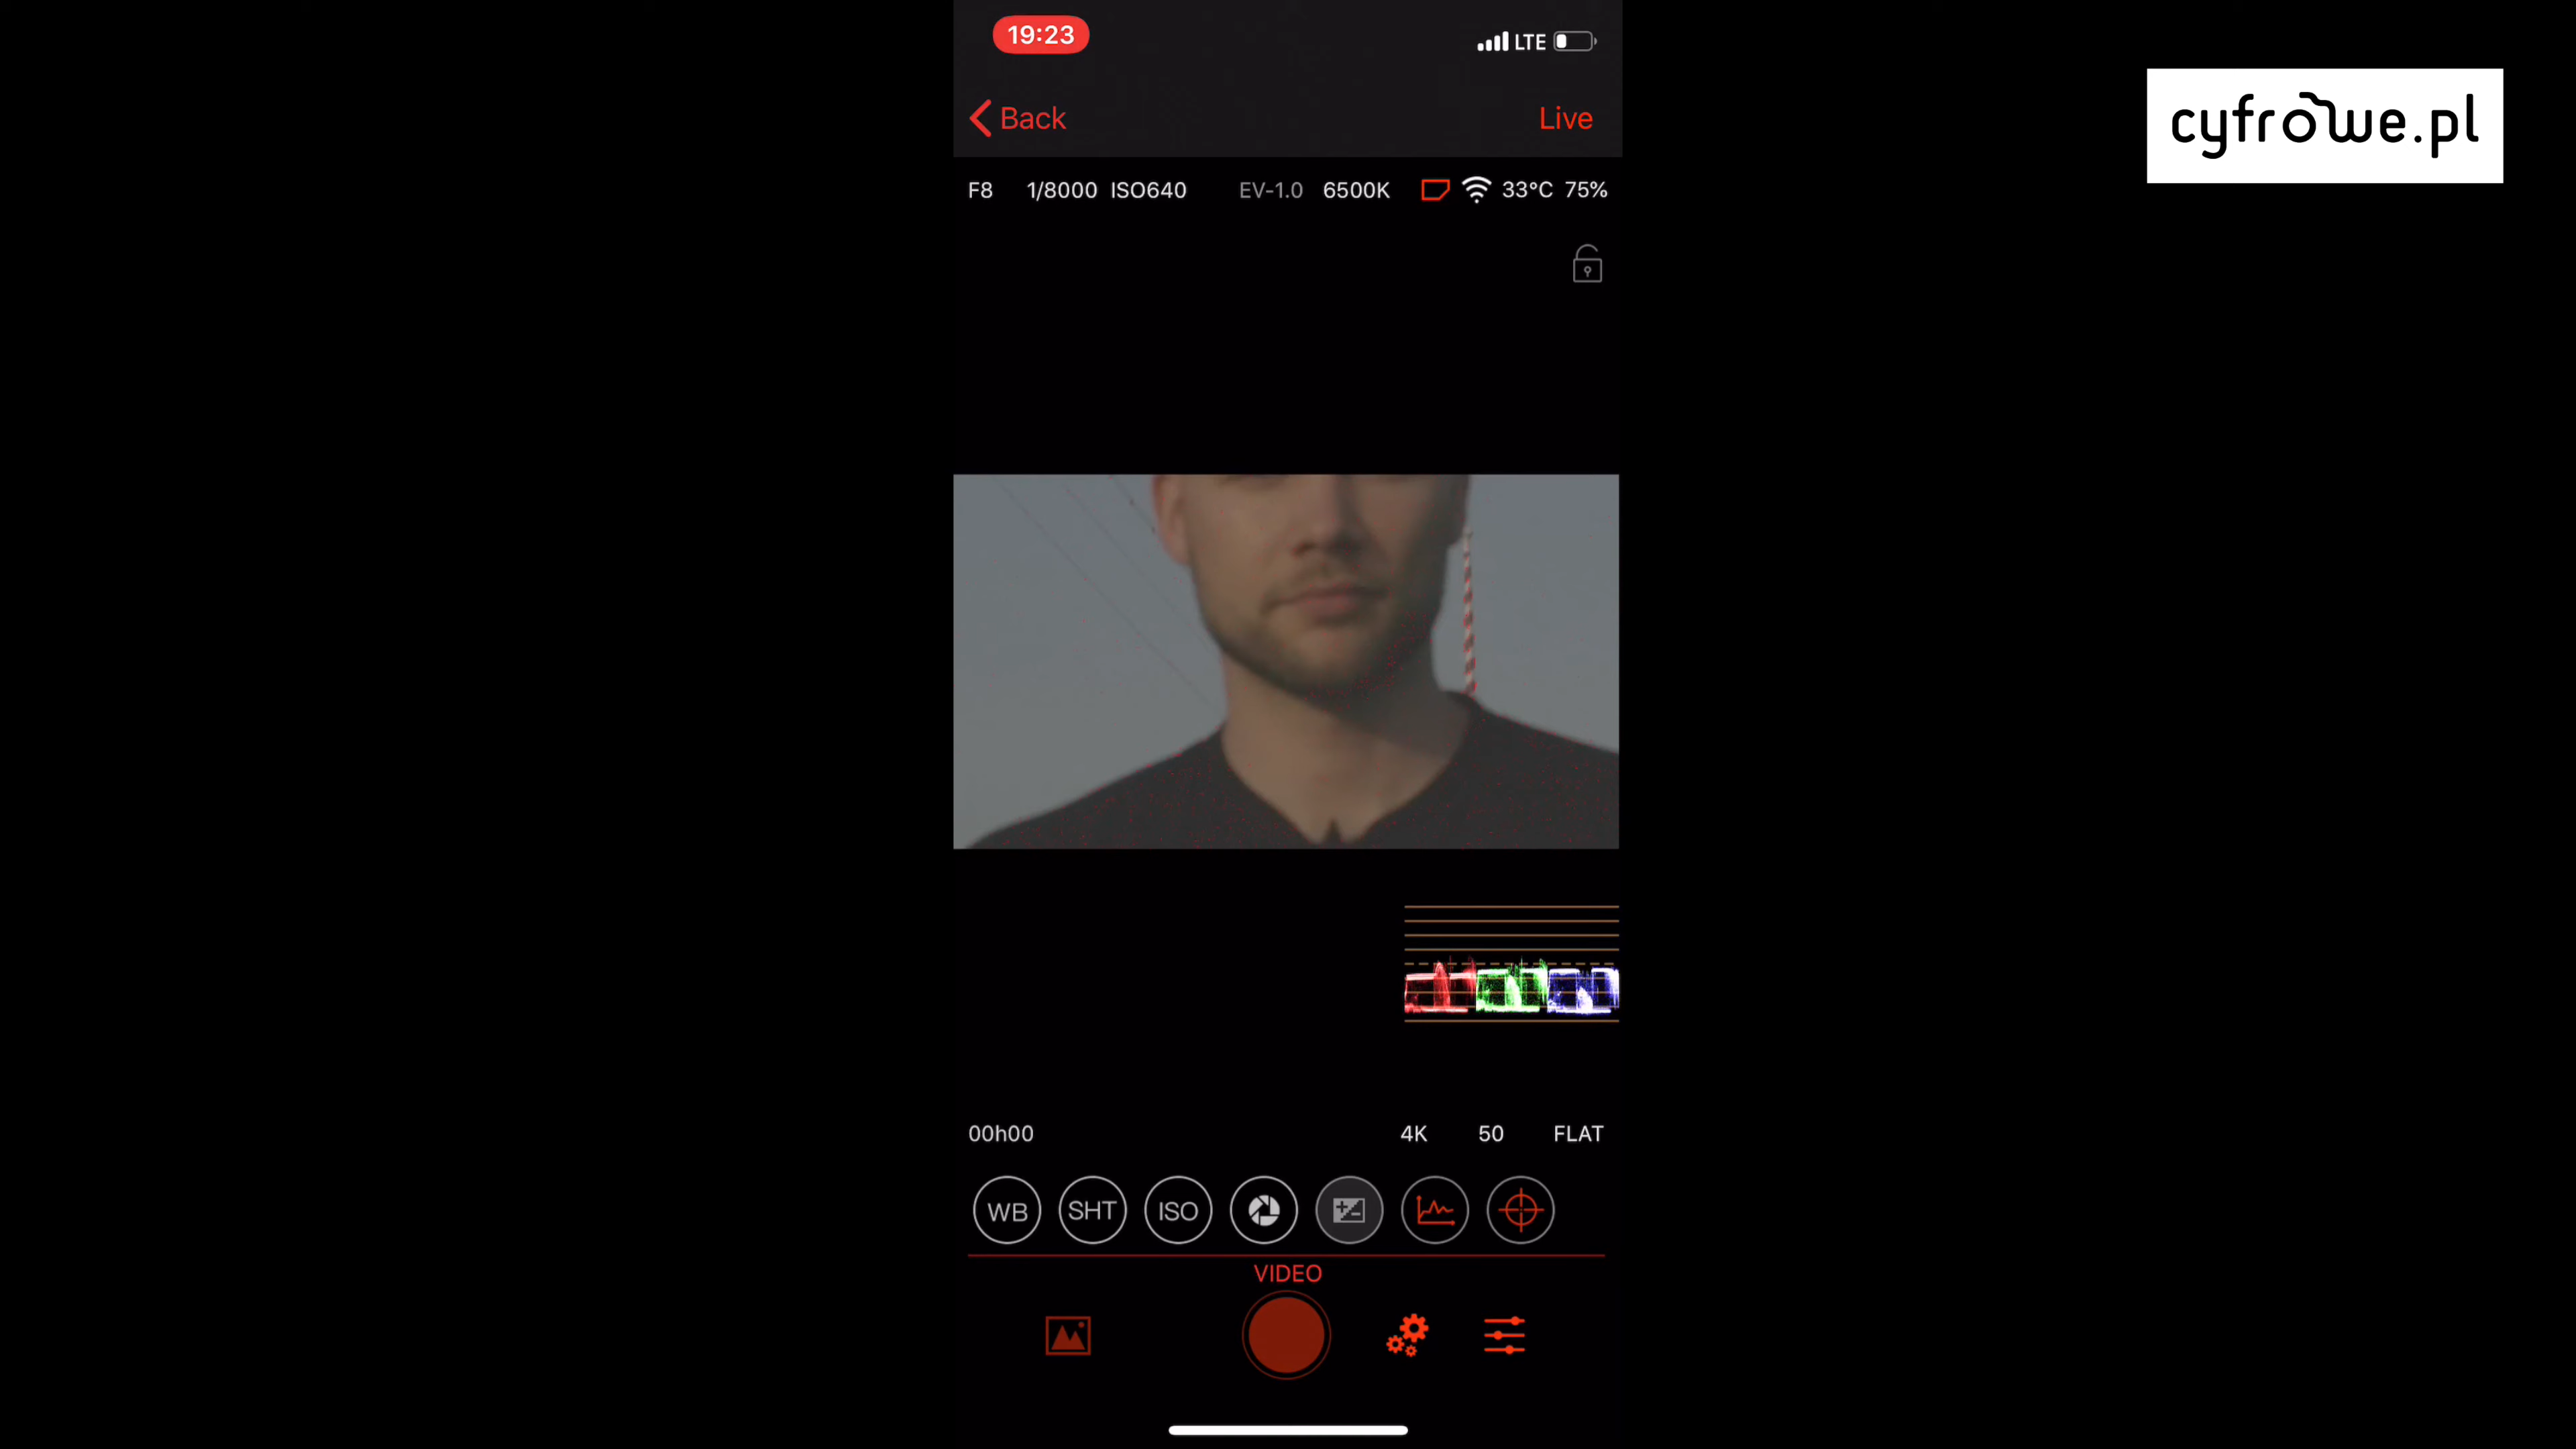 19:23
LTE
cyfrowe.pl
Back
Live
F8 1/8000 ISO640 EV-1.0 6500K 33°C 75%
00h00 4K 50 FLAT
WB SHT ISO
VIDEO